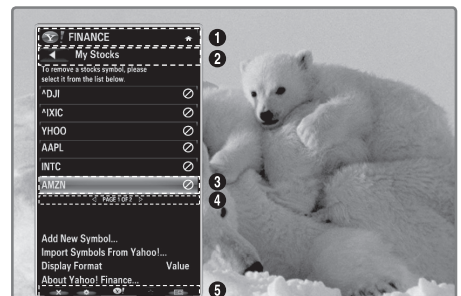 Y! FINANCE
1
My Stocks
2
To remove a stocks symbol, please
select it from the list below.
^DJI
^IXIC
YHOO
AAPL
INTC
AMZN
3
PAGE 1 OF 2
4
Add New Symbol...
Import Symbols From Yahoo!...
Display Format Value
About Yahoo! Finance...
Y!
5